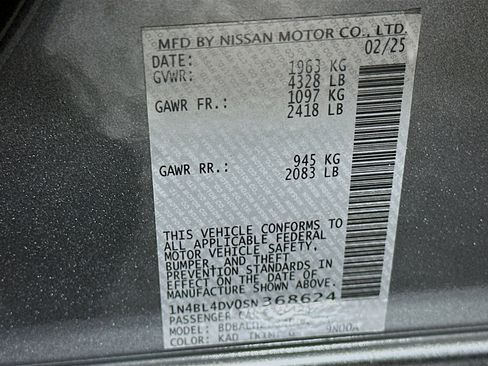 MFD BY NISSAN MOTOR CO., LTD.
DATE: 02/25
GVWR: 1963 KG
4328 LB
GAWR FR.: 1097 KG
2418 LB
GAWR RR.: 945 KG
2083 LB
THIS VEHICLE CONFORMS TO
ALL APPLICABLE FEDERAL
MOTOR VEHICLE SAFETY,
BUMPER, AND THEFT
PREVENTION STANDARDS IN
EFFECT ON THE DATE OF
MANUFACTURE SHOWN ABOVE.
1N4BL4DV0SN368624
PASSENGER
MODEL:
COLOR: KAD